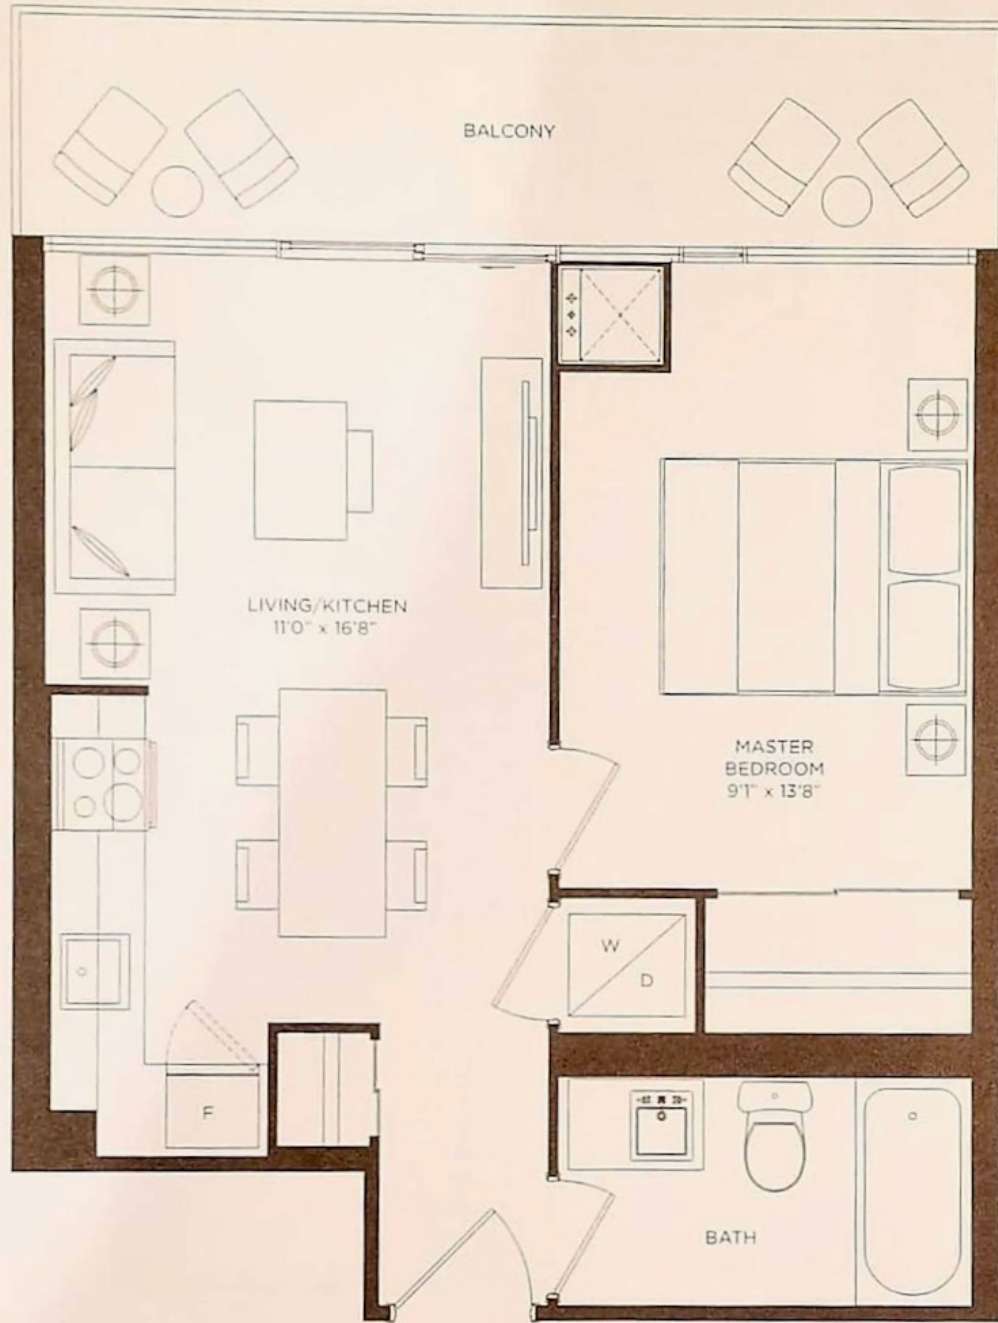 BALCONY
LIVING/KITCHEN
11'0" x 16'8"
MASTER
BEDROOM
9'1" x 13'8"
W
D
F
BATH